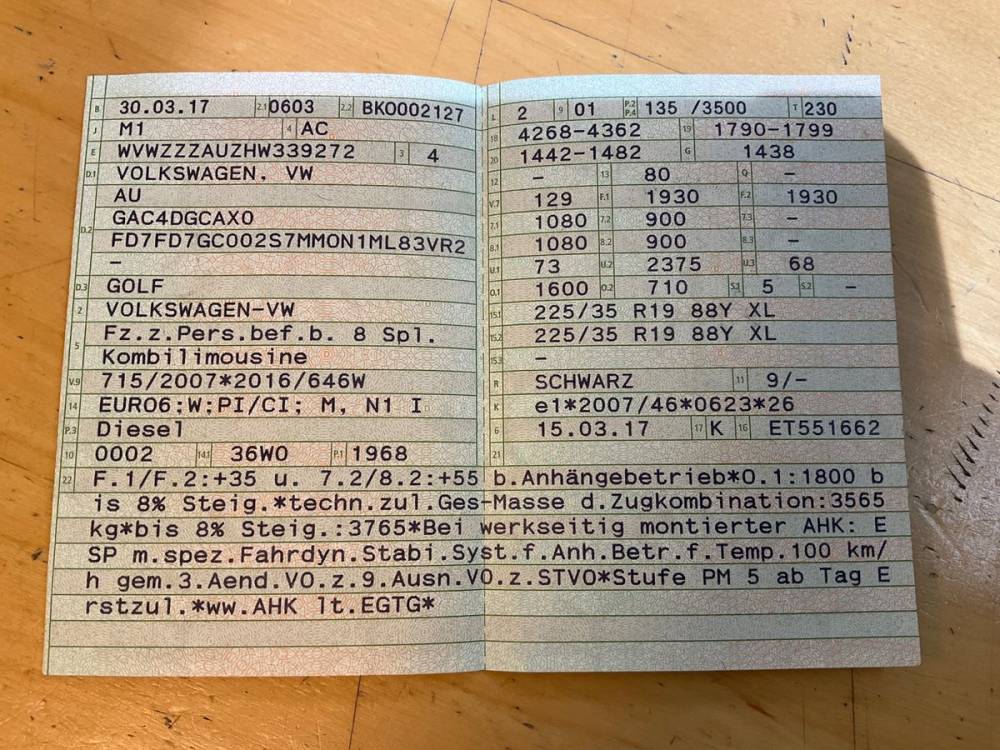 B 30.03.17 2.1 0603 2.2 BK0002127
J M1 4 AC
E WVWZZZAUZHW339272 3 4
D.1 VOLKSWAGEN, VW
AU
D.2 GAC4DGCAX0
FD7FD7GC002S7MMON1ML83VR2
–
D.3 GOLF
2 VOLKSWAGEN-VW
5 Fz.z.Pers.bef.b. 8 Spl.
Kombilimousine
V.9 715/2007*2016/646W
14 EURO6;W;PI/CI; M, N1 I
P.3 Diesel
10 0002 14.1 36W0 P.1 1968
L 2 9 01 P.2 P.4 135 /3500 T 230
18 4268-4362 19 1790-1799
20 1442-1482 G 1438
12 – 13 80 Q –
V.7 129 F.1 1930 F.2 1930
7.1 1080 7.2 900 7.3 –
8.1 1080 8.2 900 8.3 –
U.1 73 U.2 2375 U.3 68
O.1 1600 O.2 710 S.1 5 S.2 –
15.1 225/35 R19 88Y XL
15.2 225/35 R19 88Y XL
15.3 –
R SCHWARZ 11 9/–
K e1*2007/46*0623*26
6 15.03.17 17 K 16 ET551662
21
22 F.1/F.2:+35 u. 7.2/8.2:+55 b.Anhängebetrieb*O.1:1800 b
is 8% Steig.*techn.zul.Ges-Masse d.Zugkombination:3565
kg*bis 8% Steig.:3765*Bei werkseitig montierter AHK: E
SP m.spez.Fahrdyn.Stabi.Syst.f.Anh.Betr.f.Temp.100 km/
h gem.3.Aend.VO.z.9.Ausn.VO.z.STVO*Stufe PM 5 ab Tag E
rstzul.*ww.AHK lt.EGTG*